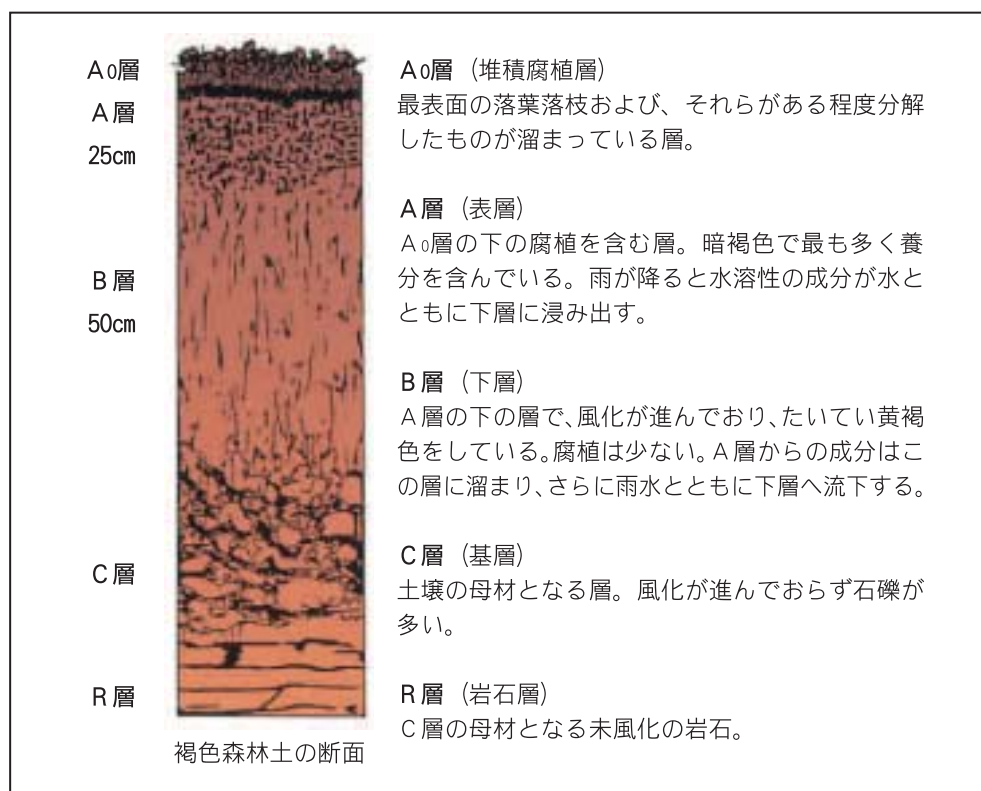 A0層
A層
25cm
B層
50cm
C層
R層
褐色森林土の断面
A0層（堆積腐植層）
最表面の落葉落枝および、それらがある程度分解
したものが溜まっている層。
A層（表層）
A0層の下の腐植を含む層。暗褐色で最も多く養
分を含んでいる。雨が降ると水溶性の成分が水と
ともに下層に浸み出す。
B層（下層）
A層の下の層で、風化が進んでおり、たいてい黄褐
色をしている。腐植は少ない。A層からの成分はこ
の層に溜まり、さらに雨水とともに下層へ流下する。
C層（基層）
土壌の母材となる層。風化が進んでおらず石礫が
多い。
R層（岩石層）
C層の母材となる未風化の岩石。